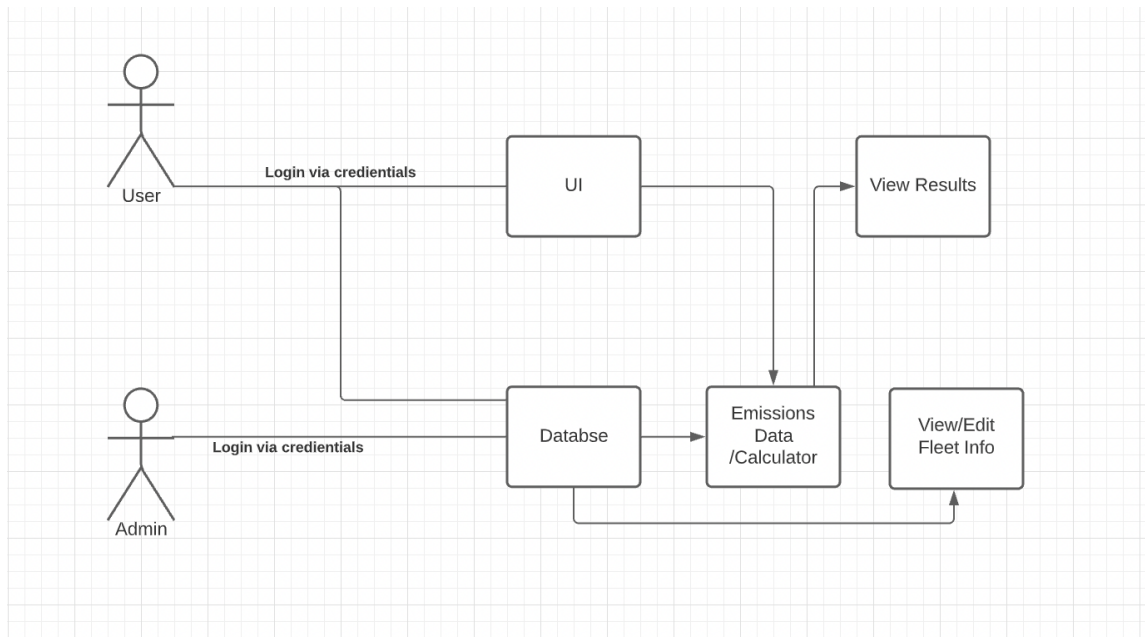 Login via credientials
User
UI
View Results
Login via credientials
Admin
Databse
Emissions
Data
/Calculator
View/Edit
Fleet Info